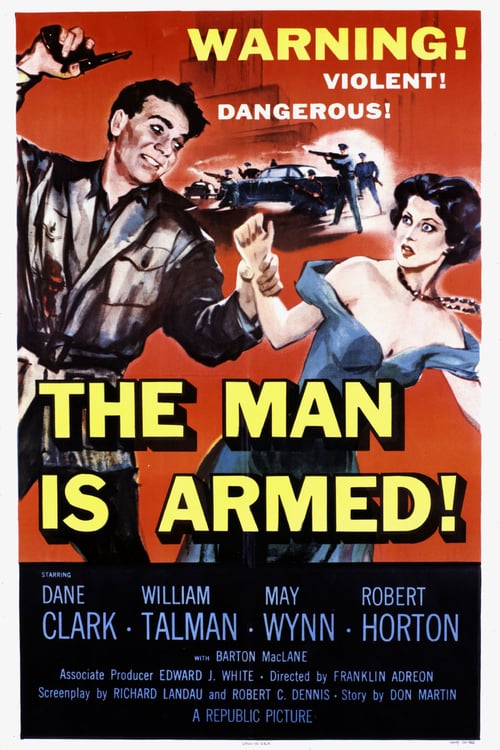 WARNING!
VIOLENT!
DANGEROUS!
THE MAN
IS ARMED!
STARRING
DANE CLARK · WILLIAM TALMAN · MAY WYNN · ROBERT HORTON
WITH BARTON MacLANE
Associate Producer EDWARD J. WHITE · Directed by FRANKLIN ADREON
Screenplay by RICHARD LANDAU and ROBERT C. DENNIS · Story by DON MARTIN
A REPUBLIC PICTURE